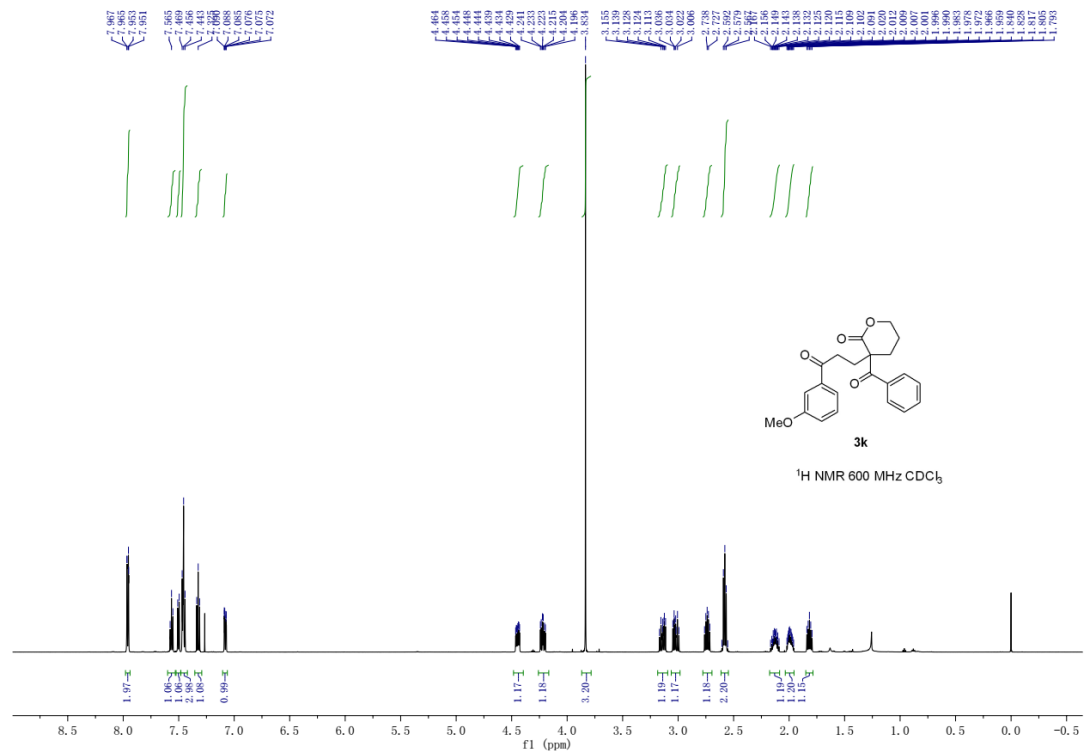 7.967 7.965 7.953 7.951 7.565 7.469 7.456 7.443 7.325 7.090 7.088 7.085 7.076 7.075 7.072 4.464 4.458 4.454 4.448 4.444 4.439 4.434 4.429 4.241 4.233 4.223 4.215 4.204 4.196 3.834 3.155 3.139 3.128 3.124 3.113 3.036 3.034 3.022 3.006 2.738 2.727 2.592 2.579 2.567 2.167 2.156 2.149 2.143 2.138 2.132 2.125 2.120 2.115 2.109 2.102 2.091 2.020 2.012 2.009 2.007 2.001 1.996 1.990 1.983 1.978 1.972 1.966 1.959 1.840 1.828 1.817 1.805 1.793
O
O
O
O
MeO
3k
¹H NMR 600 MHz CDCl₃
1.97 1.06 1.06 2.98 1.08 0.99 1.17 1.18 3.20 1.19 1.17 1.18 2.20 1.19 1.20 1.15
8.5 8.0 7.5 7.0 6.5 6.0 5.5 5.0 4.5 4.0 3.5 3.0 2.5 2.0 1.5 1.0 0.5 0.0 -0.5
f1 (ppm)